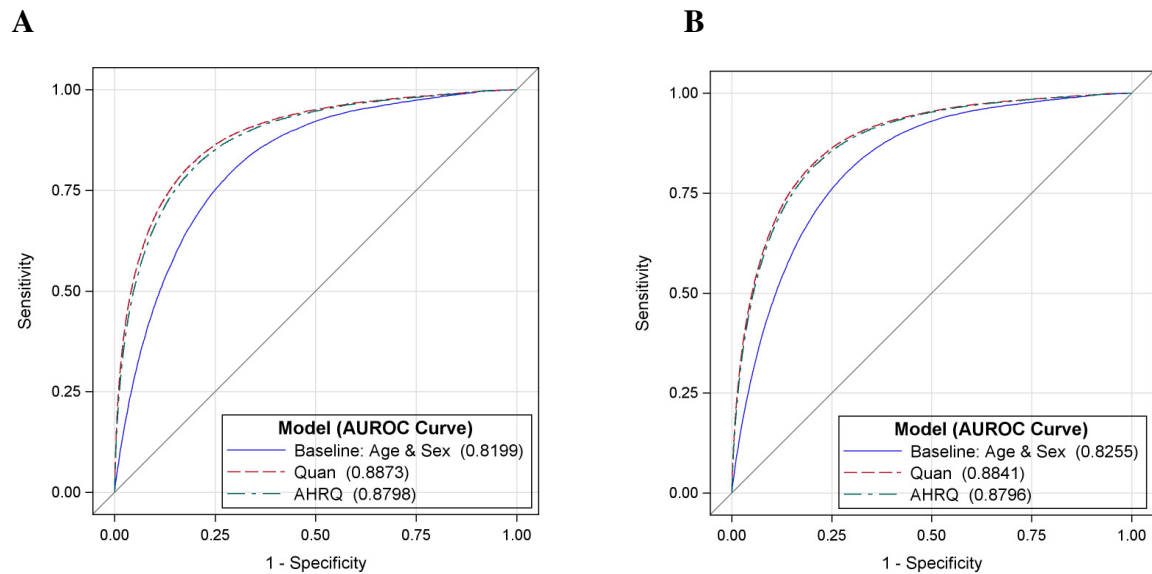 A
B
1.00
0.75
0.50
0.25
0.00
Sensitivity
Model (AUROC Curve)
Baseline: Age & Sex (0.8199)
Quan (0.8873)
AHRQ (0.8798)
0.00 0.25 0.50 0.75 1.00
1 - Specificity
1.00
0.75
0.50
0.25
0.00
Sensitivity
Model (AUROC Curve)
Baseline: Age & Sex (0.8255)
Quan (0.8841)
AHRQ (0.8796)
0.00 0.25 0.50 0.75 1.00
1 - Specificity